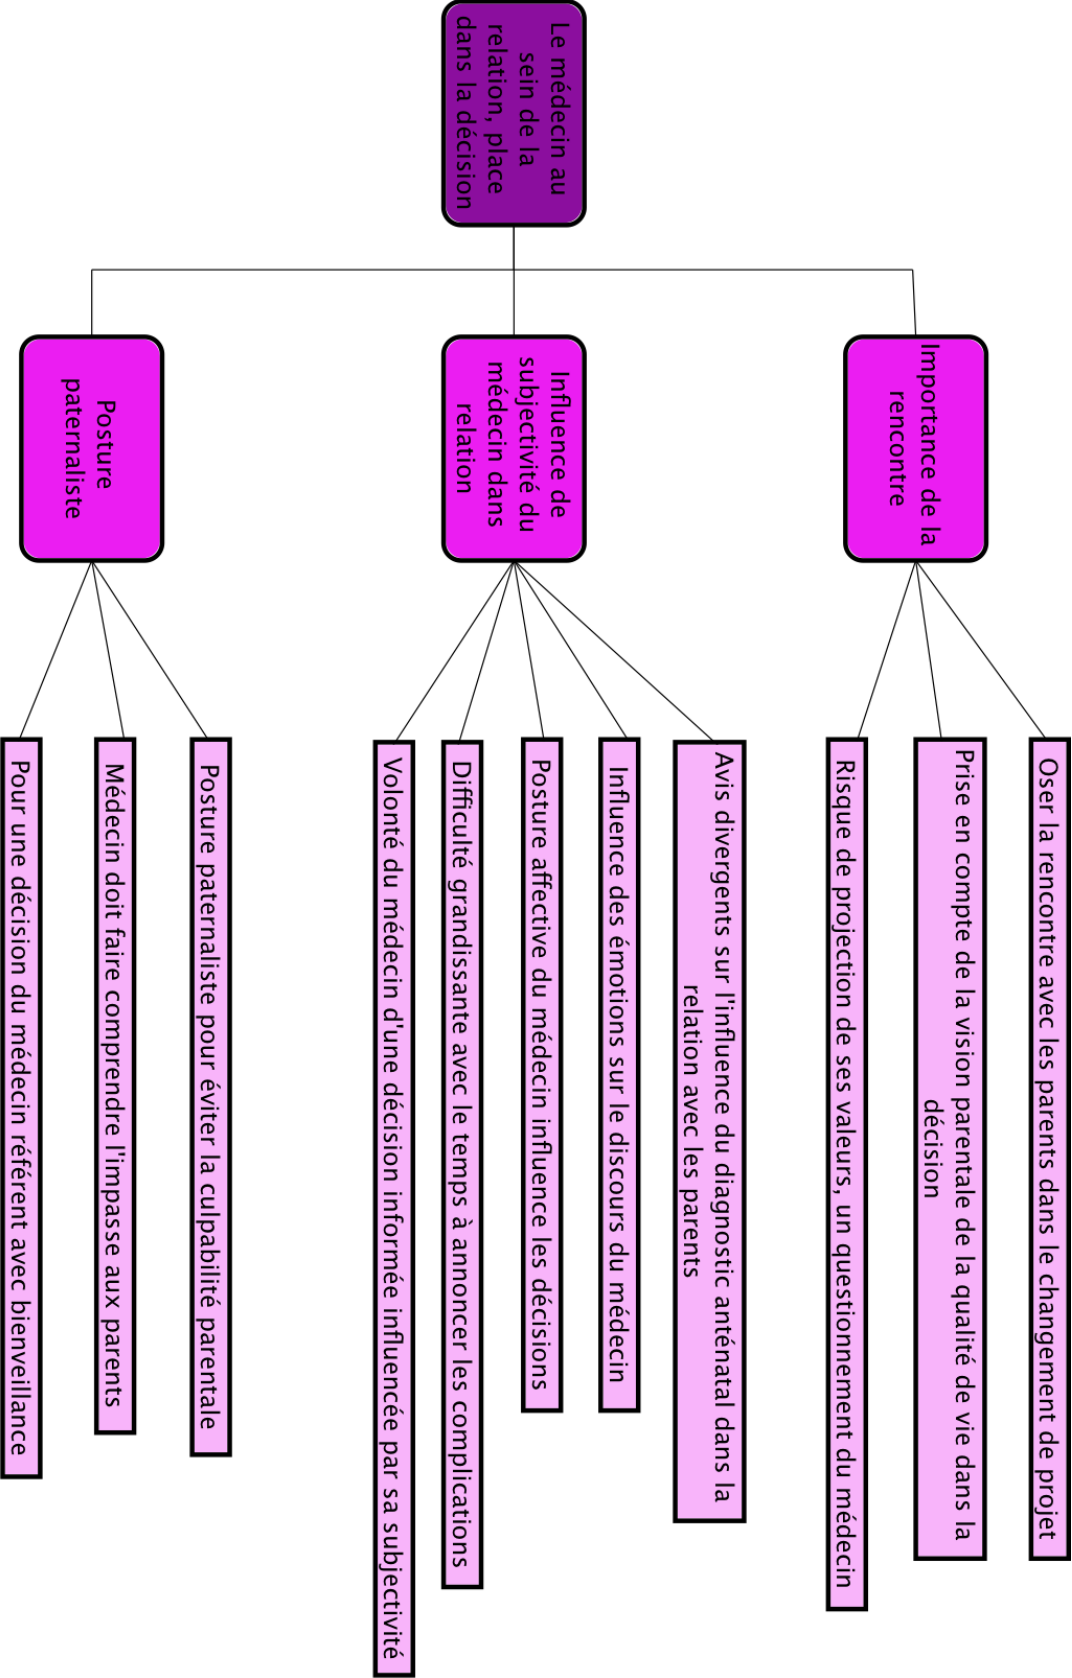 Le médecin au
sein de la
relation, place
dans la décision
Importance de la
rencontre
Oser la rencontre avec les parents dans le changement de projet
Prise en compte de la vision parentale de la qualité de vie dans la
décision
Risque de projection de ses valeurs, un questionnement du médecin
Influence de
subjectivité du
médecin dans
relation
Avis divergents sur l'influence du diagnostic anténatal dans la
relation avec les parents
Influence des émotions sur le discours du médecin
Posture affective du médecin influence les décisions
Difficulté grandissante avec le temps à annoncer les complications
Volonté du médecin d'une décision informée influencée par sa subjectivité
Posture
paternaliste
Posture paternaliste pour éviter la culpabilité parentale
Médecin doit faire comprendre l'impasse aux parents
Pour une décision du médecin référent avec bienveillance